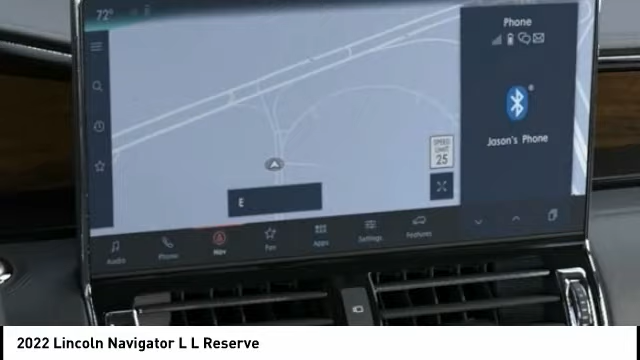 72°
Phone
Jason's Phone
SPEED
LIMIT
25
E
Audio
Phone
Nav
Fav
Apps
Settings
Features
2022 Lincoln Navigator L L Reserve